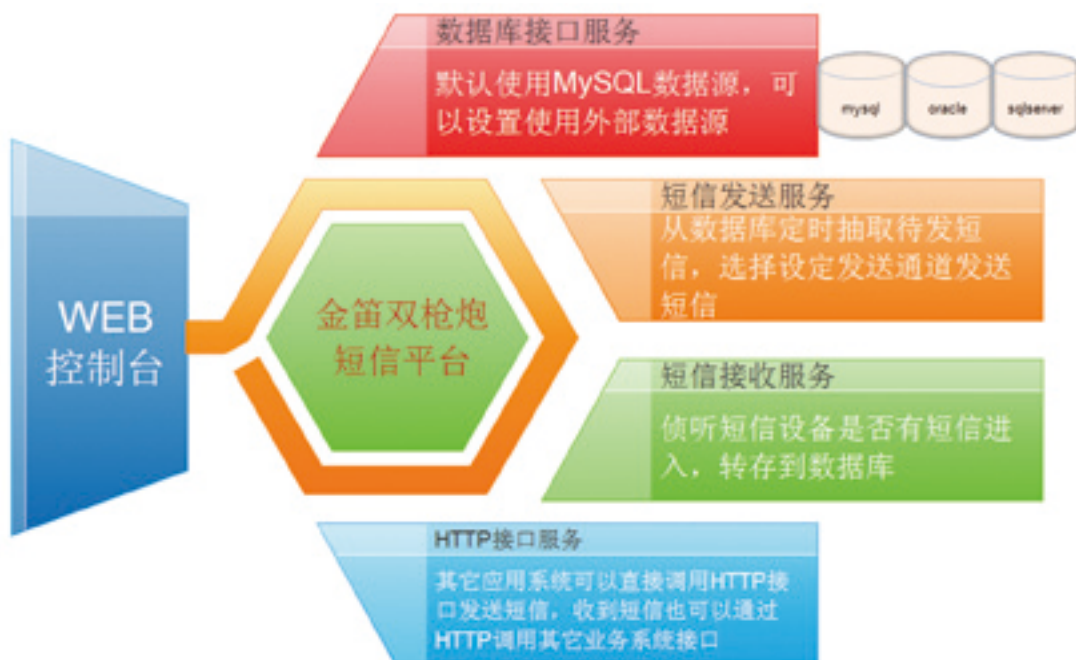 数据库接口服务
默认使用MySQL数据源，可
以设置使用外部数据源
mysql
oracle
sqlserver
短信发送服务
从数据库定时抽取待发短
信，选择设定发送通道发送
短信
WEB
控制台
金笛双枪炮
短信平台
短信接收服务
侦听短信设备是否有短信进
入，转存到数据库
HTTP接口服务
其它应用系统可以直接调用HTTP接
口发送短信，收到短信也可以通过
HTTP调用其它业务系统接口